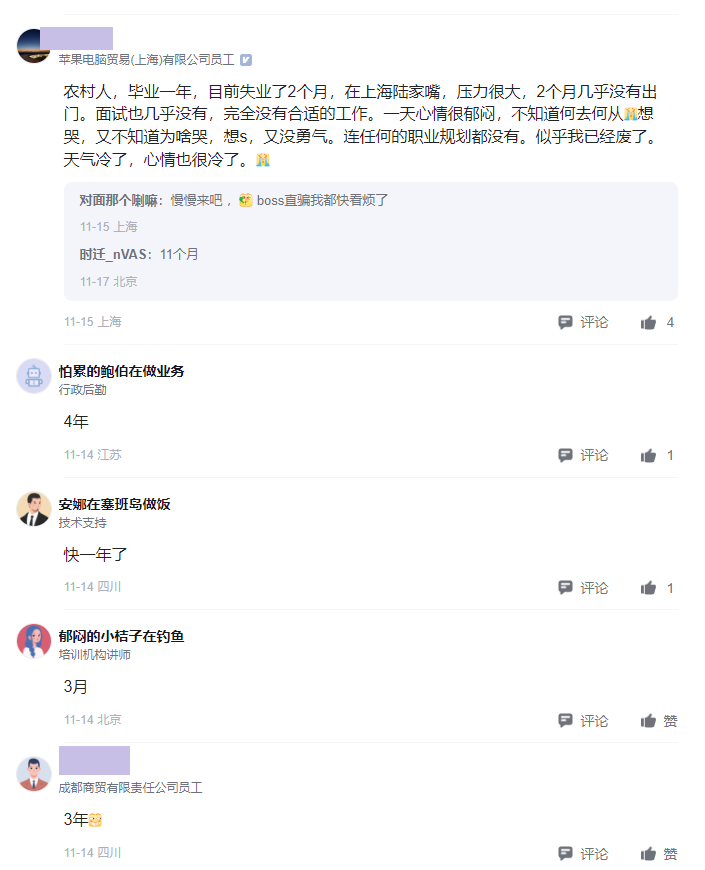 苹果电脑贸易(上海)有限公司员工
农村人，毕业一年，目前失业了2个月，在上海陆家嘴，压力很大，2个月几乎没有出
门。面试也几乎没有，完全没有合适的工作。一天心情很郁闷，不知道何去何从😭想
哭，又不知道为啥哭，想s，又没勇气。连任何的职业规划都没有。似乎我已经废了。
天气冷了，心情也很冷了。😭
对面那个喇嘛：慢慢来吧 ，boss直骗我都快看烦了
11-15 上海
时迁_nVAS：11个月
11-17 北京
11-15 上海 评论 4
怕累的鲍伯在做业务
行政后勤
4年
11-14 江苏 评论 1
安娜在塞班岛做饭
技术支持
快一年了
11-14 四川 评论 1
郁闷的小桔子在钓鱼
培训机构讲师
3月
11-14 北京 评论 赞
成都商贸有限责任公司员工
3年
11-14 四川 评论 赞